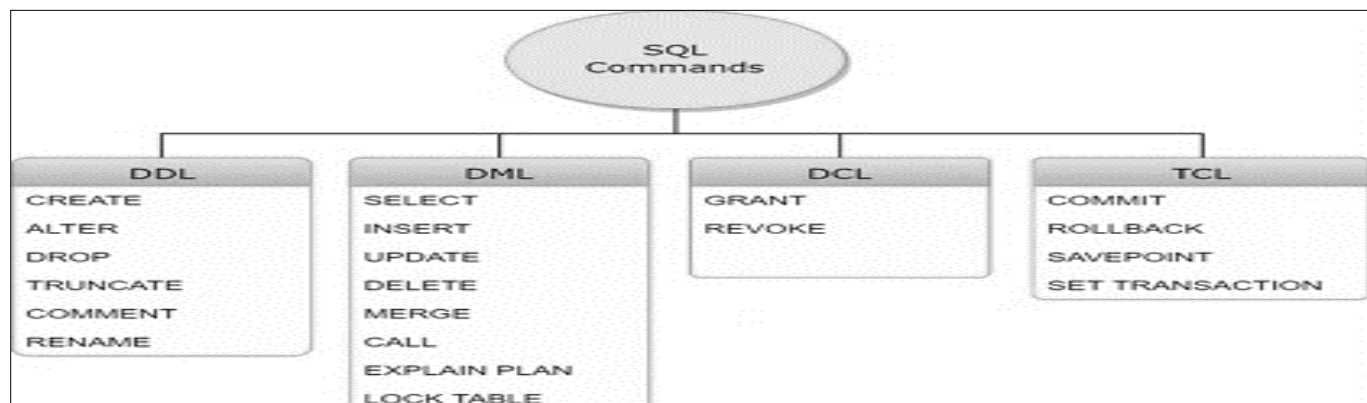 SQL
Commands
DDL
CREATE
ALTER
DROP
TRUNCATE
COMMENT
RENAME
DML
SELECT
INSERT
UPDATE
DELETE
MERGE
CALL
EXPLAIN PLAN
LOCK TABLE
DCL
GRANT
REVOKE
TCL
COMMIT
ROLLBACK
SAVEPOINT
SET TRANSACTION